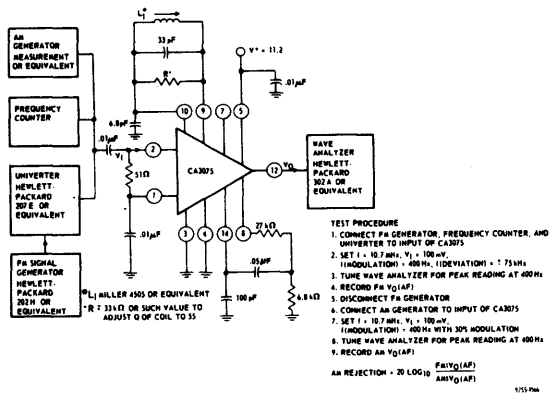 AM
GENERATOR
MEASUREMENT
OR EQUIVALENT
FREQUENCY
COUNTER
UNIVERTER
HEWLETT-
PACKARD
207 E OR
EQUIVALENT
FM SIGNAL
GENERATOR
HEWLETT-
PACKARD
202 H OR
EQUIVALENT
L1*
33 pF
R*
6.8pF
10
9
7
5
V+ = 11.2
.01µF
.01µF
V1
2
51Ω
1
.01µF
CA3075
12
VO
WAVE
ANALYZER
HEWLETT-
PACKARD
302 A OR
EQUIVALENT
3
4
14
8
27 kΩ
.05µF
100 pF
6.8 kΩ
*L1 MILLER 4505 OR EQUIVALENT
*R = 33 kΩ OR SUCH VALUE TO
ADJUST Q OF COIL TO 55
TEST PROCEDURE
1. CONNECT FM GENERATOR, FREQUENCY COUNTER, AND
UNIVERTER TO INPUT OF CA3075
2. SET f = 10.7 MHz, V1 = 100 mV,
f(MODULATION) = 400 Hz, f(DEVIATION) = ± 75 kHz
3. TUNE WAVE ANALYZER FOR PEAK READING AT 400 Hz
4. RECORD FM VO(AF)
5. DISCONNECT FM GENERATOR
6. CONNECT AM GENERATOR TO INPUT OF CA3075
7. SET f = 10.7 MHz, V1 = 100 mV,
f(MODULATION) = 400 Hz WITH 30% MODULATION
8. TUNE WAVE ANALYZER FOR PEAK READING AT 400 Hz
9. RECORD AM VO(AF)
AM REJECTION = 20 LOG10 FM:VO(AF)
AM:VO(AF)